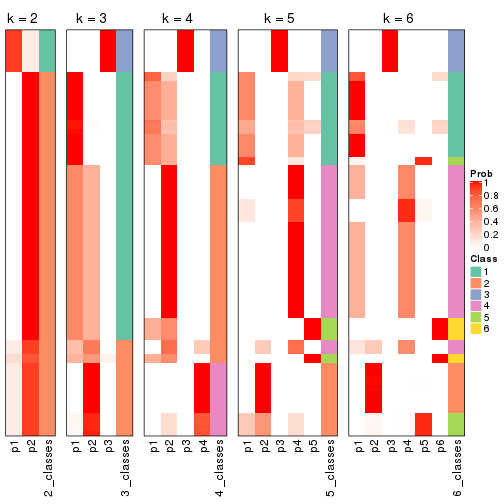 k = 2
k = 3
k = 4
k = 5
k = 6
Prob
1
0.8
0.6
0.4
0.2
0
Class
1
2
3
4
5
6
p1
p2
2_classes
p1
p2
p3
3_classes
p1
p2
p3
p4
4_classes
p1
p2
p3
p4
p5
5_classes
p1
p2
p3
p4
p5
p6
6_classes